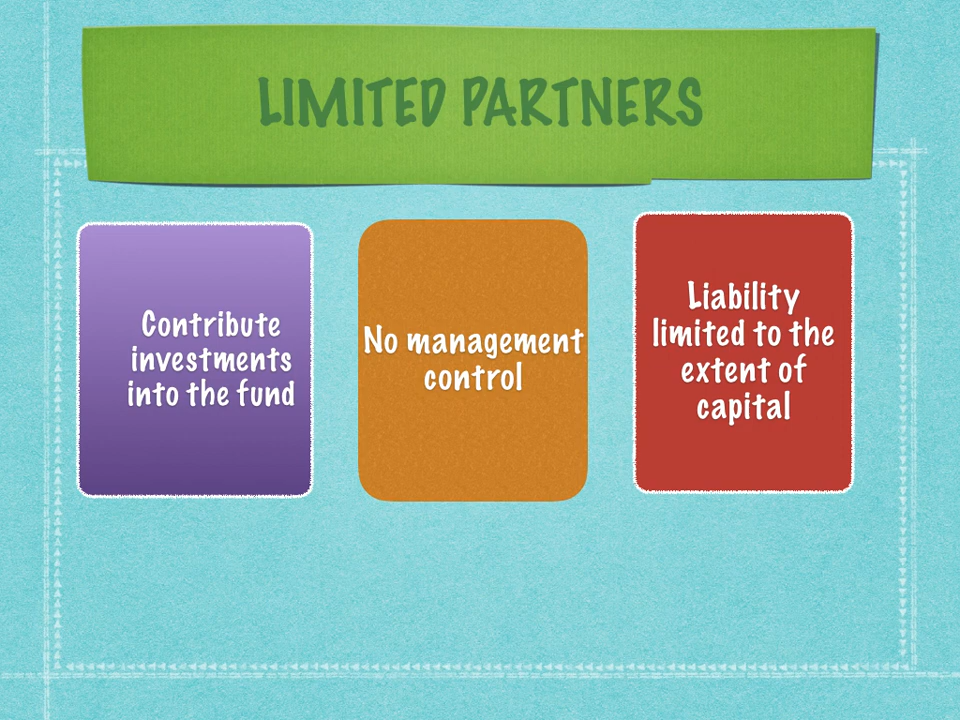 LIMITED PARTNERS
Contribute
investments
into the fund
No management
control
Liability
limited to the
extent of
capital